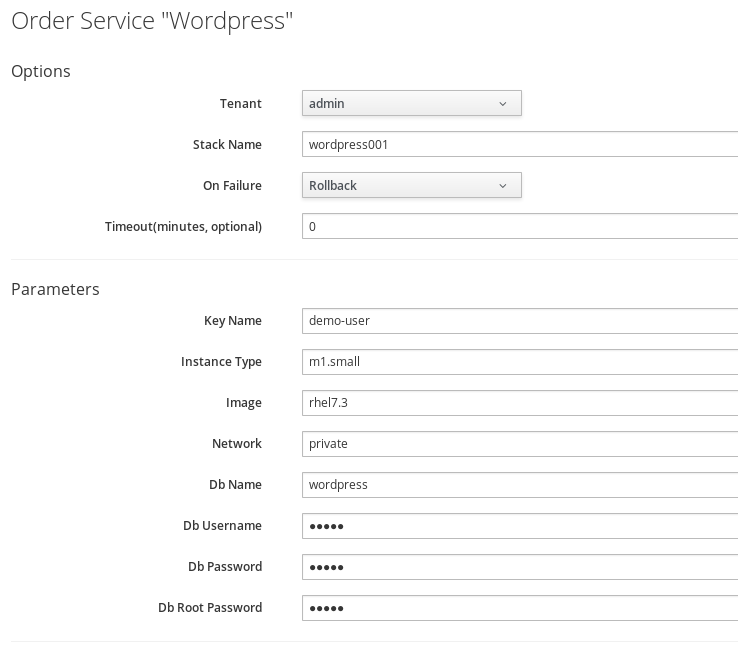 Order Service "Wordpress"
Options
Tenant admin
Stack Name wordpress001
On Failure Rollback
Timeout(minutes, optional) 0
Parameters
Key Name demo-user
Instance Type m1.small
Image rhel7.3
Network private
Db Name wordpress
Db Username •••••
Db Password •••••
Db Root Password •••••